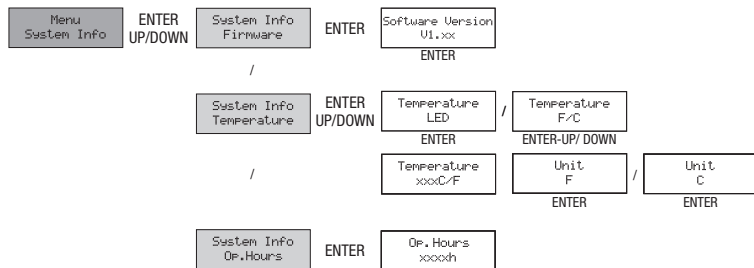 Menu
System Info
ENTER
UP/DOWN
System Info
Firmware
ENTER
Software Version
V1.xx
ENTER
/
System Info
Temperature
ENTER
UP/DOWN
Temperature
LED
ENTER
/
Temperature
F/C
ENTER-UP/ DOWN
/
Temperature
xxxC/F
Unit
F
ENTER
/
Unit
C
ENTER
System Info
Op.Hours
ENTER
Op.Hours
xxxxh